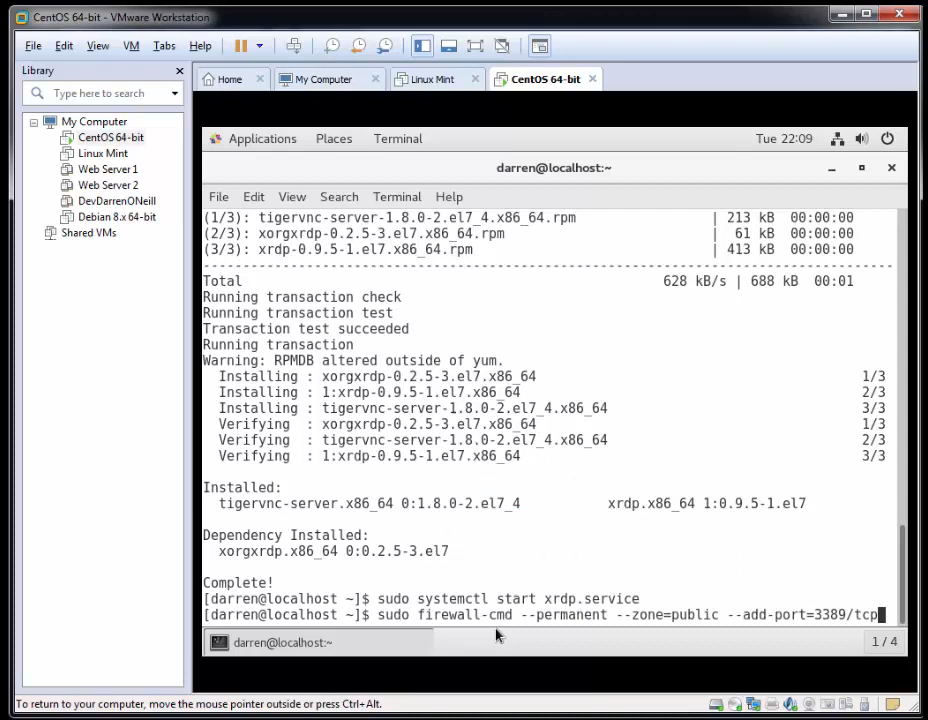 CentOS 64-bit - VMware Workstation
File Edit View VM Tabs Help
Library
Type here to search
My Computer
CentOS 64-bit
Linux Mint
Web Server 1
Web Server 2
DevDarrenONeill
Debian 8.x 64-bit
Shared VMs
Home My Computer Linux Mint CentOS 64-bit
Applications Places Terminal Tue 22:09
darren@localhost:~
File Edit View Search Terminal Help
(1/3): tigervnc-server-1.8.0-2.el7_4.x86_64.rpm | 213 kB 00:00:00
(2/3): xorgxrdp-0.2.5-3.el7.x86_64.rpm | 61 kB 00:00:00
(3/3): xrdp-0.9.5-1.el7.x86_64.rpm | 413 kB 00:00:00
--------------------------------------------------------------------------------
Total 628 kB/s | 688 kB 00:01
Running transaction check
Running transaction test
Transaction test succeeded
Running transaction
Warning: RPMDB altered outside of yum.
Installing : xorgxrdp-0.2.5-3.el7.x86_64 1/3
Installing : 1:xrdp-0.9.5-1.el7.x86_64 2/3
Installing : tigervnc-server-1.8.0-2.el7_4.x86_64 3/3
Verifying : xorgxrdp-0.2.5-3.el7.x86_64 1/3
Verifying : tigervnc-server-1.8.0-2.el7_4.x86_64 2/3
Verifying : 1:xrdp-0.9.5-1.el7.x86_64 3/3
Installed:
tigervnc-server.x86_64 0:1.8.0-2.el7_4 xrdp.x86_64 1:0.9.5-1.el7
Dependency Installed:
xorgxrdp.x86_64 0:0.2.5-3.el7
Complete!
[darren@localhost ~]$ sudo systemctl start xrdp.service
[darren@localhost ~]$ sudo firewall-cmd --permanent --zone=public --add-port=3389/tcp
darren@localhost:~ 1 / 4
To return to your computer, move the mouse pointer outside or press Ctrl+Alt.